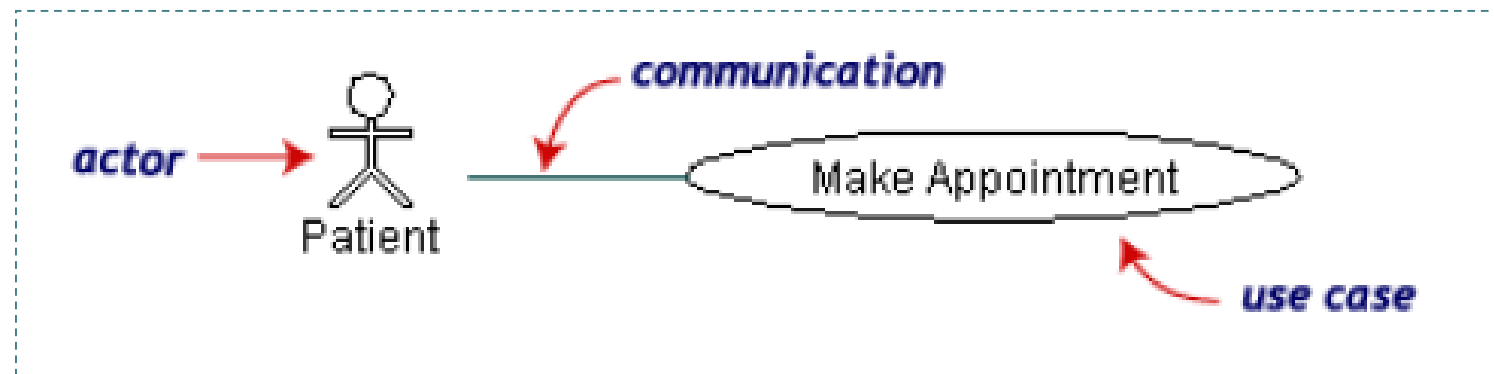 communication
actor
Make Appointment
Patient
use case